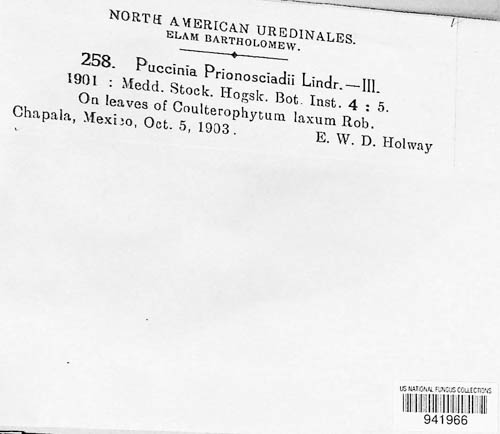 NORTH AMERICAN UREDINALES.
ELAM BARTHOLOMEW.
258. Puccinia Prionosciadii Lindr.—III.
1901 : Medd. Stock. Hogsk. Bot. Inst. 4 : 5.
On leaves of Coulterophytum laxum Rob.
Chapala, Mexico, Oct. 5, 1903. E. W. D. Holway
US NATIONAL FUNGUS COLLECTIONS
941966